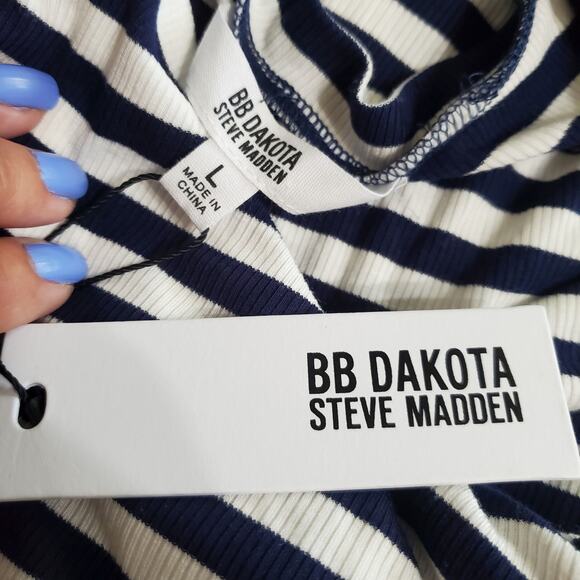 BB DAKOTA
STEVE MADDEN
L
MADE IN
CHINA
BB DAKOTA
STEVE MADDEN